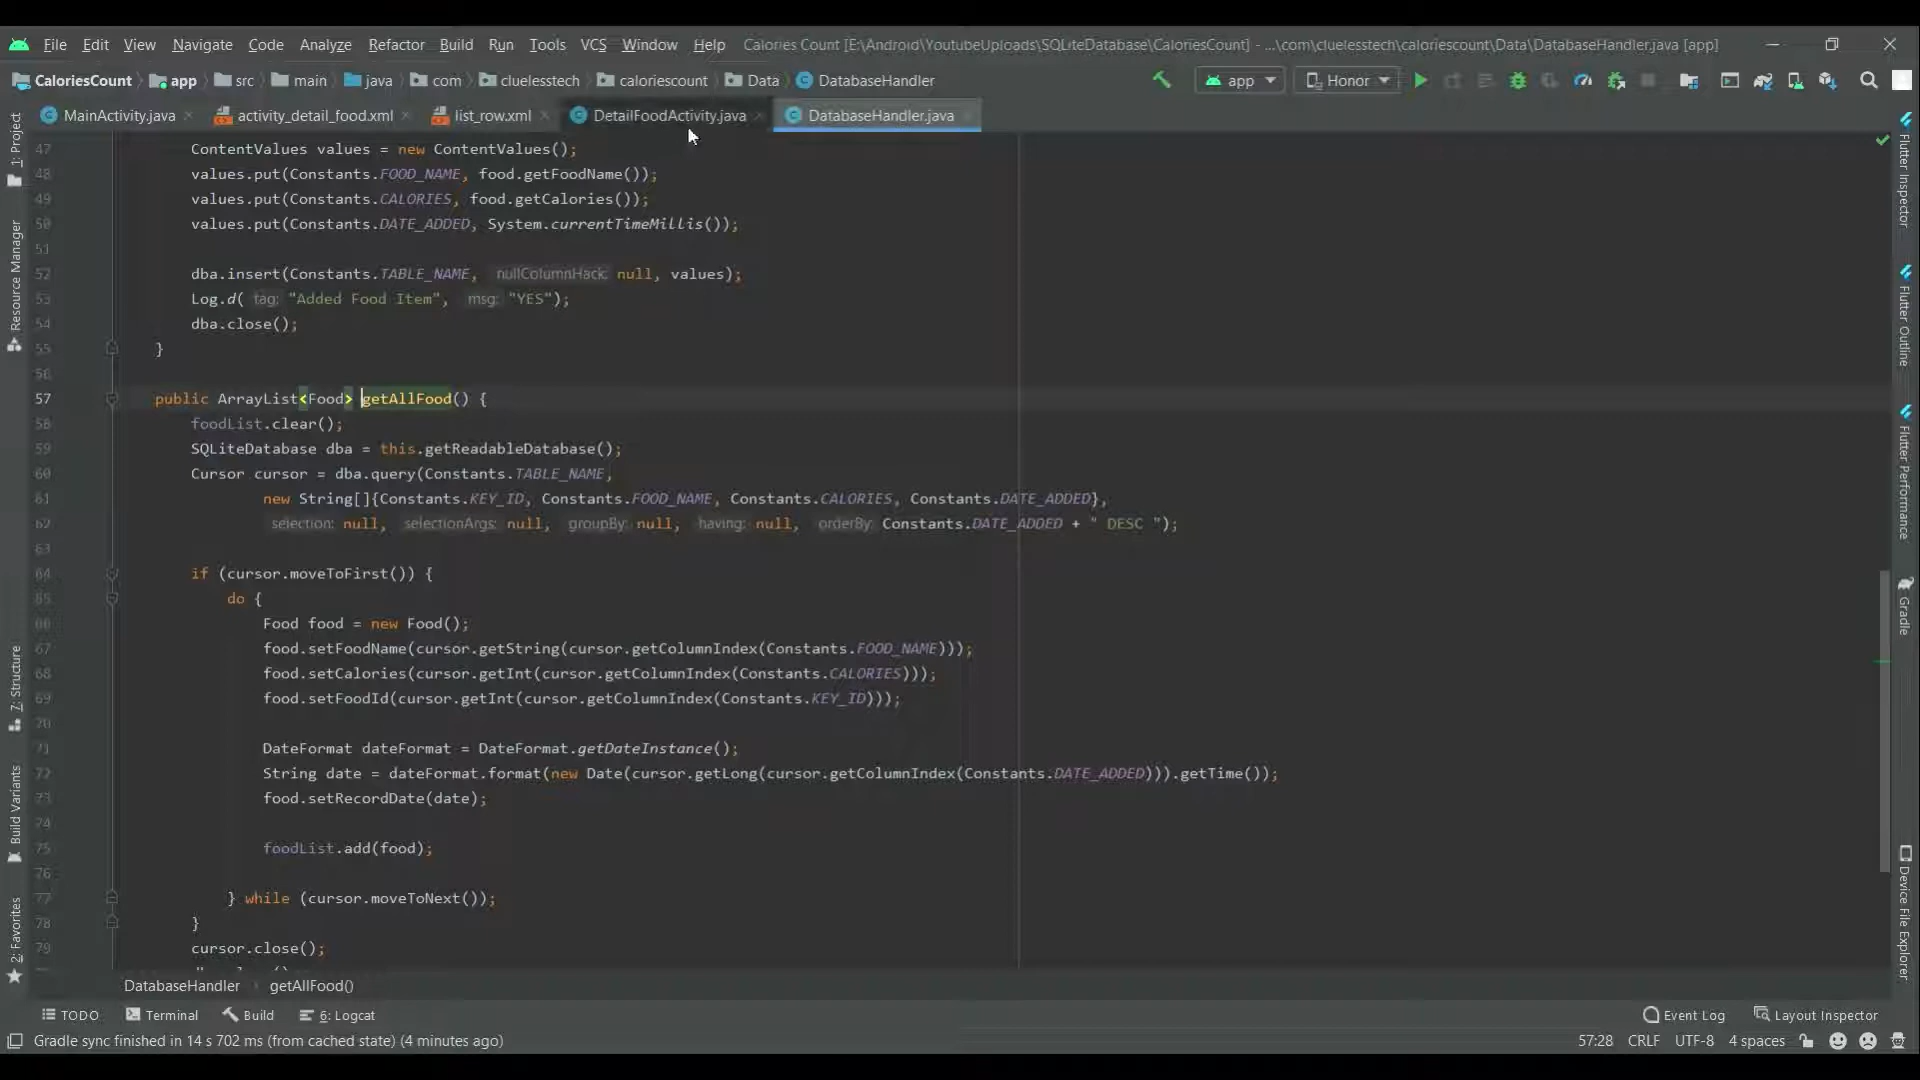 File Edit View Navigate Code Analyze Refactor Build Run Tools VCS Window Help Calories Count [E:\Android\YoutubeUploads\SQLiteDatabase\CaloriesCount] - ...\com\cluelesstech\caloriescount\Data\DatabaseHandler.java [app]
CaloriesCount app src main java com cluelesstech caloriescount Data DatabaseHandler app Honor
MainActivity.java activity_detail_food.xml list_row.xml DetailFoodActivity.java DatabaseHandler.java
1: Project
Resource Manager
7: Structure
Build Variants
2: Favorites
47 ContentValues values = new ContentValues();
48 values.put(Constants.FOOD_NAME, food.getFoodName());
49 values.put(Constants.CALORIES, food.getCalories());
50 values.put(Constants.DATE_ADDED, System.currentTimeMillis());
51
52 dba.insert(Constants.TABLE_NAME, nullColumnHack: null, values);
53 Log.d( tag: "Added Food Item", msg: "YES");
54 dba.close();
55 }
56
57 public ArrayList<Food> getAllFood() {
58 foodList.clear();
59 SQLiteDatabase dba = this.getReadableDatabase();
60 Cursor cursor = dba.query(Constants.TABLE_NAME,
61 new String[]{Constants.KEY_ID, Constants.FOOD_NAME, Constants.CALORIES, Constants.DATE_ADDED},
62 selection: null, selectionArgs: null, groupBy: null, having: null, orderBy: Constants.DATE_ADDED + " DESC ");
63
64 if (cursor.moveToFirst()) {
65 do {
66 Food food = new Food();
67 food.setFoodName(cursor.getString(cursor.getColumnIndex(Constants.FOOD_NAME)));
68 food.setCalories(cursor.getInt(cursor.getColumnIndex(Constants.CALORIES)));
69 food.setFoodId(cursor.getInt(cursor.getColumnIndex(Constants.KEY_ID)));
70
71 DateFormat dateFormat = DateFormat.getDateInstance();
72 String date = dateFormat.format(new Date(cursor.getLong(cursor.getColumnIndex(Constants.DATE_ADDED))).getTime());
73 food.setRecordDate(date);
74
75 foodList.add(food);
76
77 } while (cursor.moveToNext());
78 }
79 cursor.close();
Flutter Inspector
Flutter Outline
Flutter Performance
Gradle
Device File Explorer
DatabaseHandler getAllFood()
TODO Terminal Build 6: Logcat Event Log Layout Inspector
Gradle sync finished in 14 s 702 ms (from cached state) (4 minutes ago) 57:28 CRLF UTF-8 4 spaces